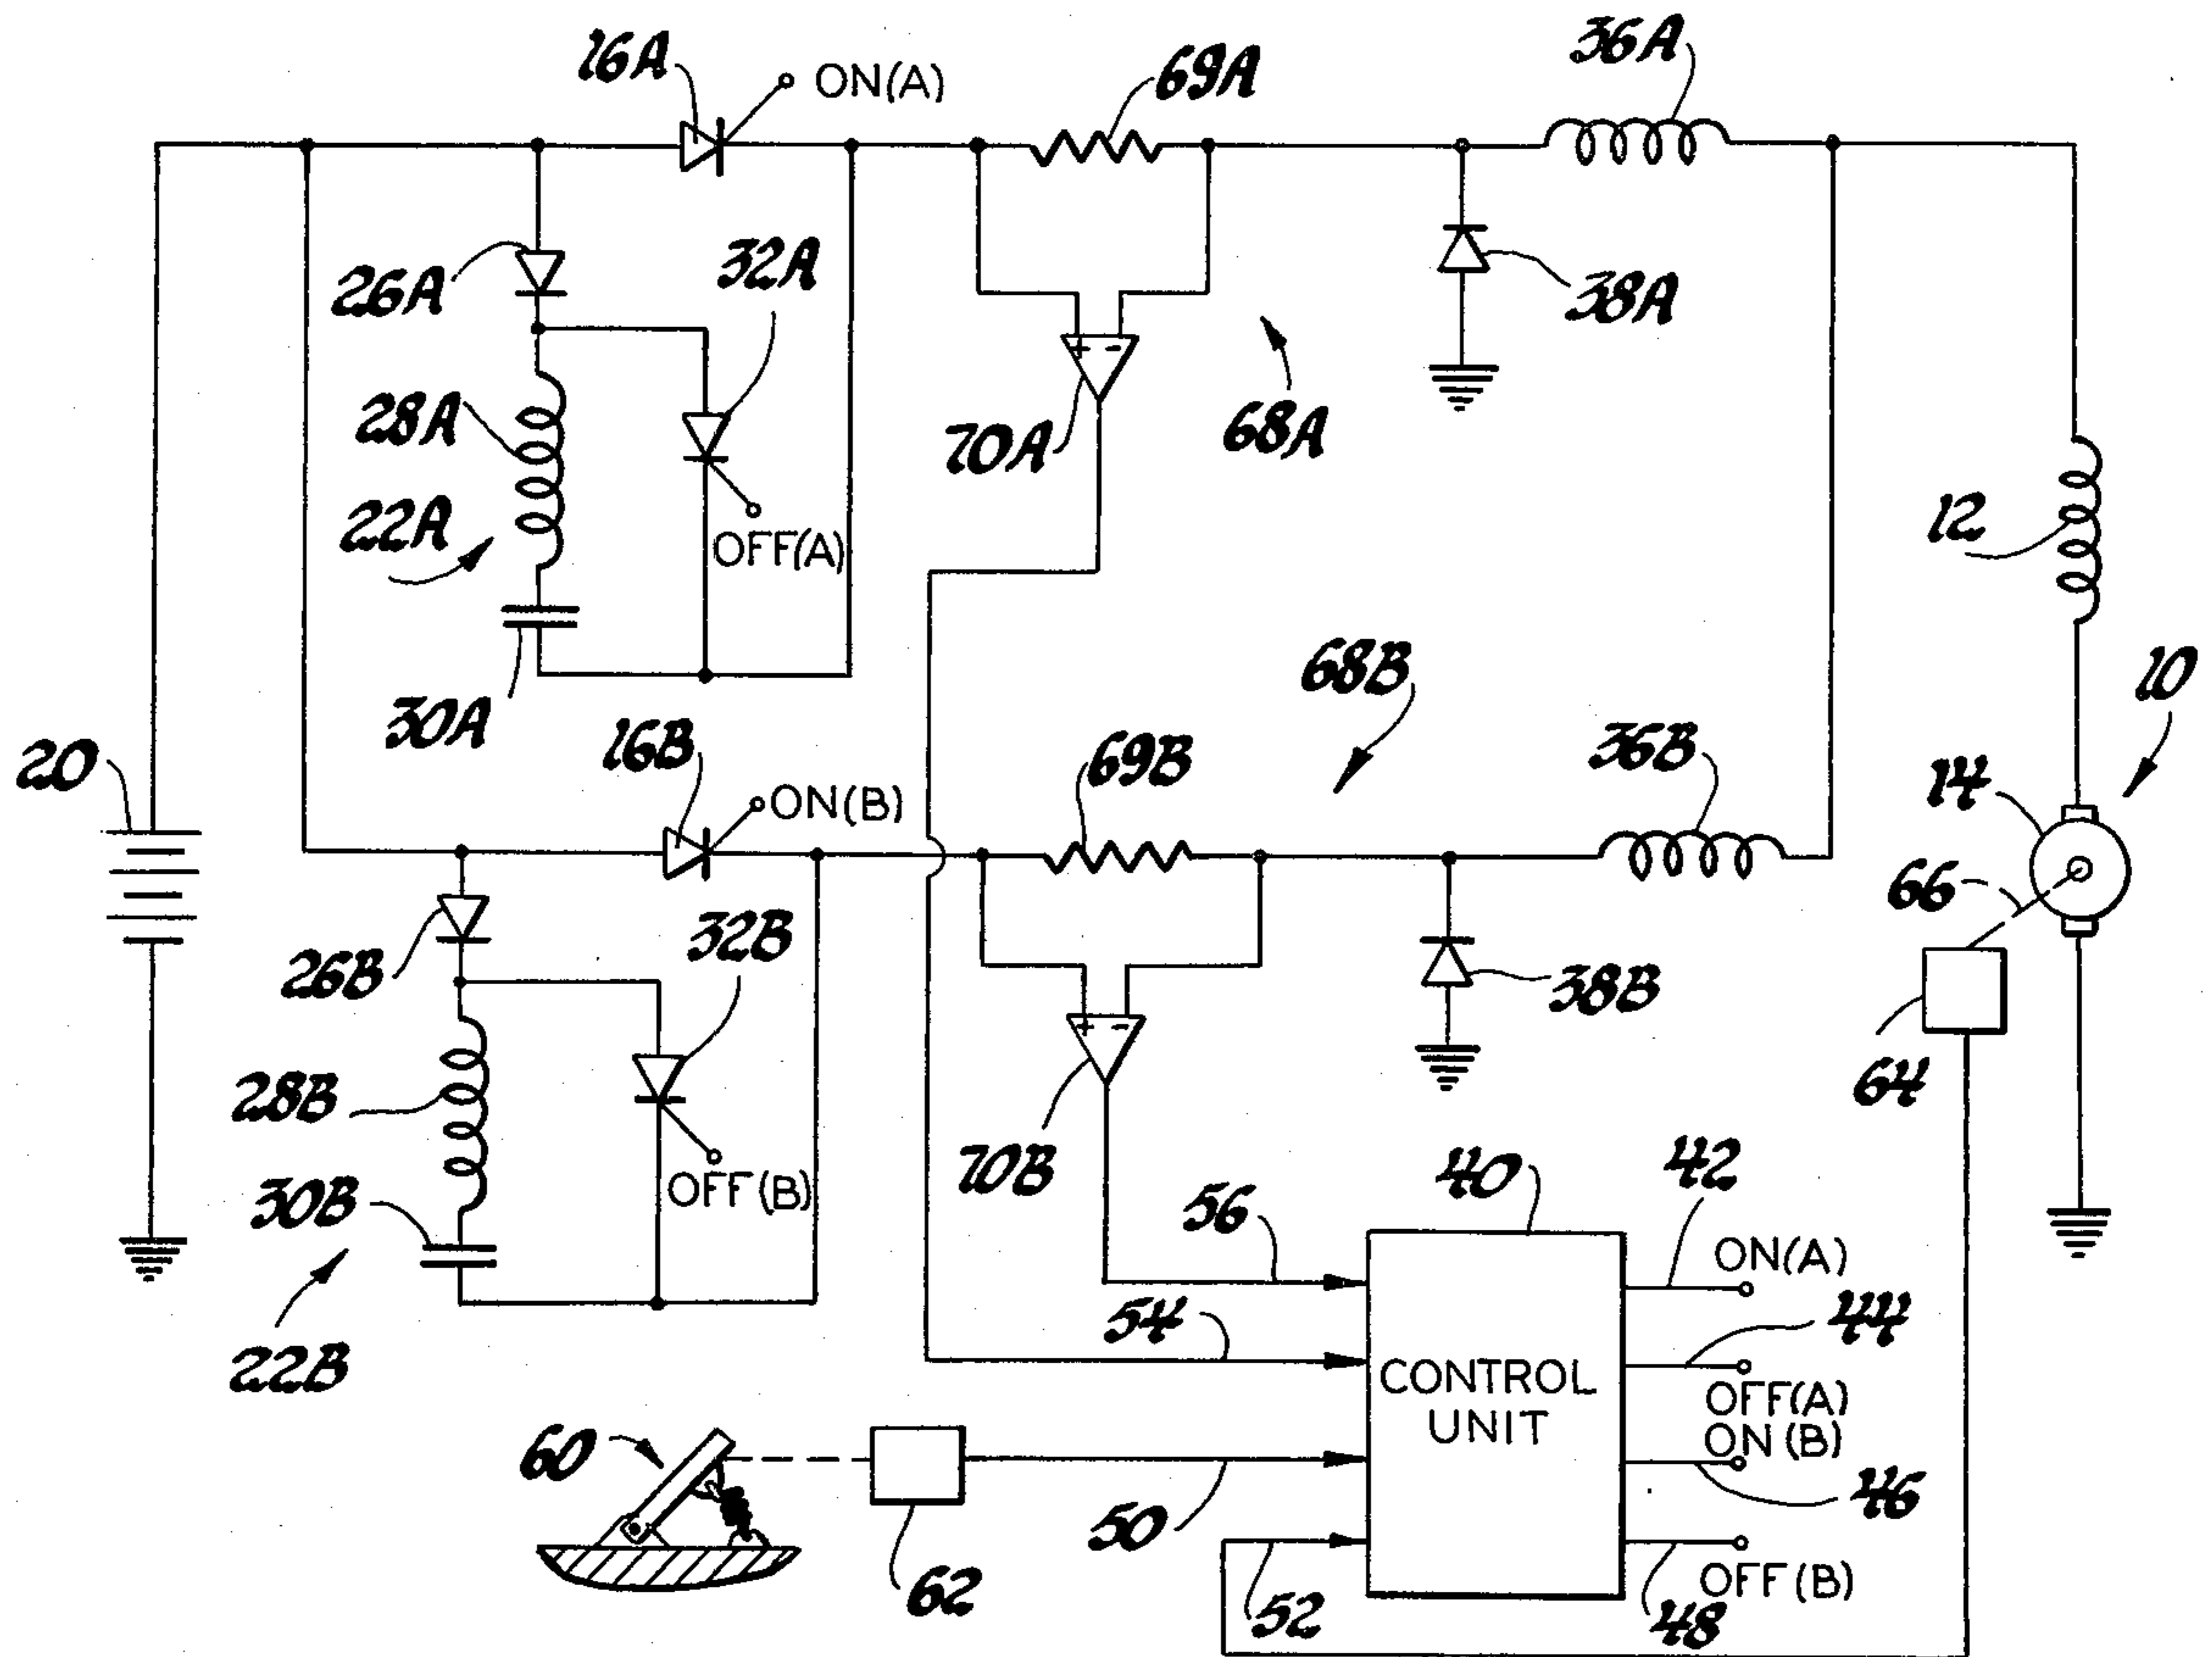 16A
ON(A)
69A
36A
26A
32A
38A
28A
70A
68A
12
22A
OFF(A)
+ -
30A
68B
10
20
16B
ON(B)
69B
36B
14
66
26B
32B
38B
64
28B
+ -
70B
OFF(B)
30B
22B
40
42
56
ON(A)
54
44
CONTROL
UNIT
OFF(A)
ON(B)
60
50
46
62
52
OFF(B)
48